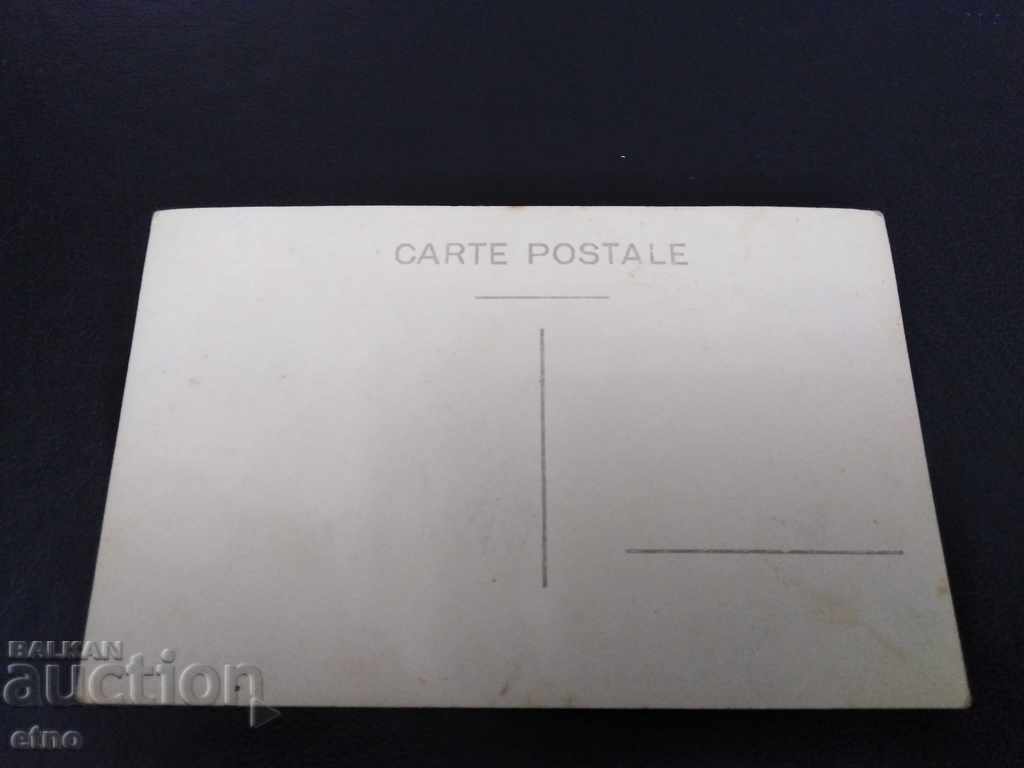 CARTE POSTALE
BALKAN
auction
etno